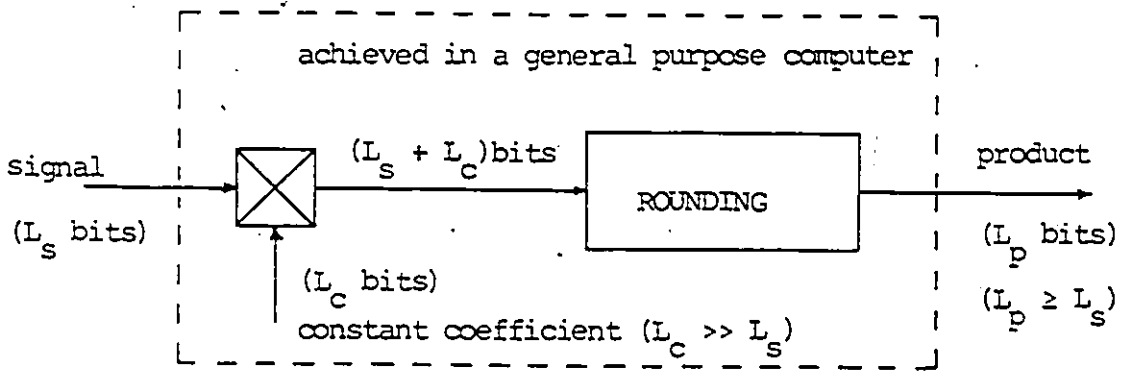 achieved in a general purpose computer
signal
(L_s bits)
(L_s + L_c)bits
ROUNDING
product
(L_p bits)
(L_p ≥ L_s)
(L_c bits)
constant coefficient (L_c >> L_s)